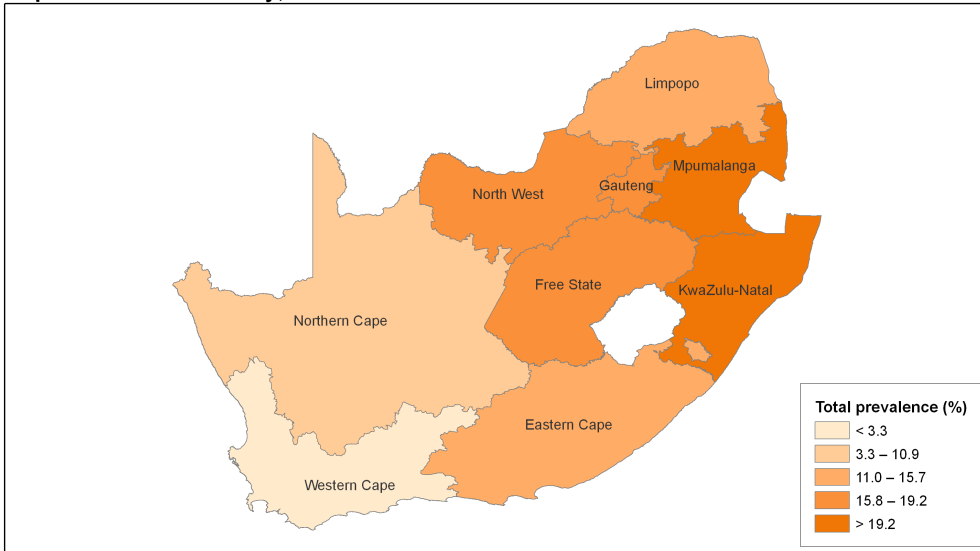 Limpopo
Mpumalanga
Gauteng
North West
Free State
KwaZulu-Natal
Northern Cape
Eastern Cape
Western Cape
Total prevalence (%)
< 3.3
3.3 – 10.9
11.0 – 15.7
15.8 – 19.2
> 19.2